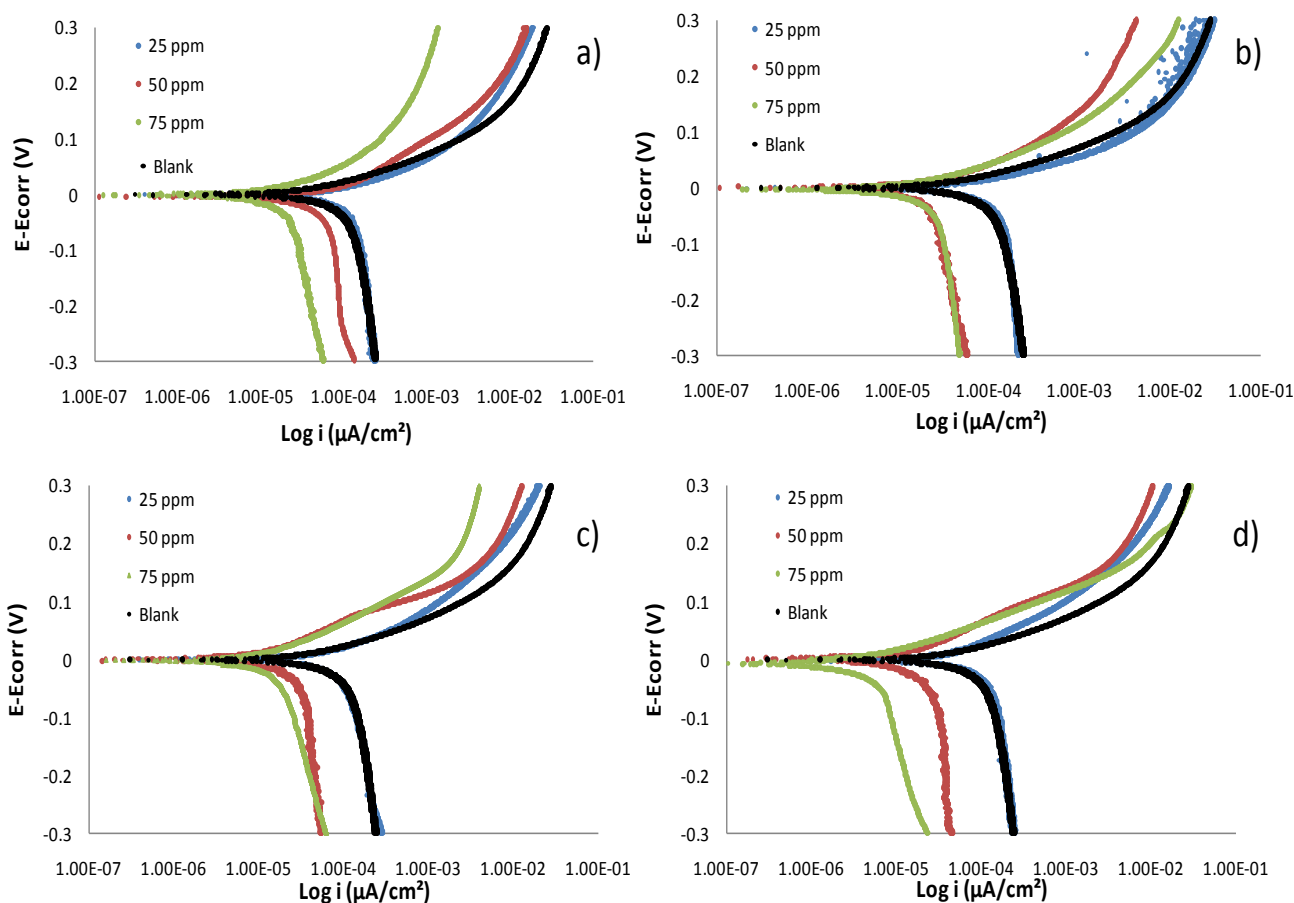 a)
25 ppm
50 ppm
75 ppm
Blank
0.3
0.2
0.1
0
-0.1
-0.2
-0.3
E-Ecorr (V)
1.00E-07 1.00E-06 1.00E-05 1.00E-04 1.00E-03 1.00E-02 1.00E-01
Log i (µA/cm²)
b)
25 ppm
50 ppm
75 ppm
Blank
0.3
0.2
0.1
0
-0.1
-0.2
-0.3
E-Ecorr (V)
1.00E-07 1.00E-06 1.00E-05 1.00E-04 1.00E-03 1.00E-02 1.00E-01
Log i (µA/cm²)
c)
25 ppm
50 ppm
75 ppm
Blank
0.3
0.2
0.1
0
-0.1
-0.2
-0.3
E-Ecorr (V)
1.00E-07 1.00E-06 1.00E-05 1.00E-04 1.00E-03 1.00E-02 1.00E-01
Log i (µA/cm²)
d)
25 ppm
50 ppm
75 ppm
Blank
0.3
0.2
0.1
0
-0.1
-0.2
-0.3
E-Ecorr (V)
1.00E-07 1.00E-06 1.00E-05 1.00E-04 1.00E-03 1.00E-02 1.00E-01
Log i (µA/cm²)